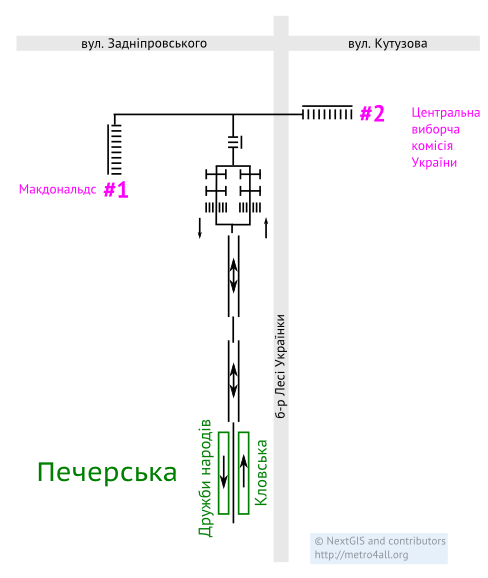 вул. Задніпровського
вул. Кутузова
#2
Центральна
виборча
комісія
України
Макдональдс #1
б-р Лесі Українки
Печерська
Дружби народів
Кловська
© NextGIS and contributors
http://metro4all.org